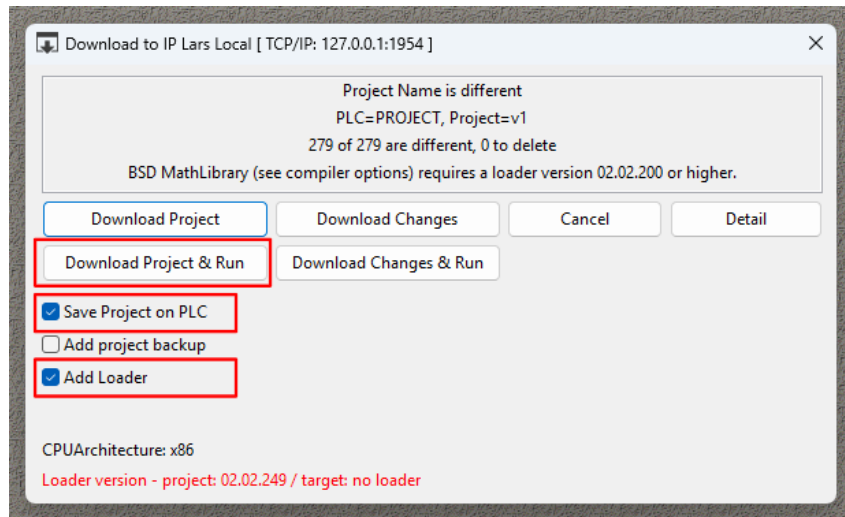 Download to IP Lars Local [ TCP/IP: 127.0.0.1:1954 ]
Project Name is different
PLC=PROJECT, Project=v1
279 of 279 are different, 0 to delete
BSD MathLibrary (see compiler options) requires a loader version 02.02.200 or higher.
Download Project Download Changes Cancel Detail
Download Project & Run Download Changes & Run
Save Project on PLC
Add project backup
Add Loader
CPUArchitecture: x86
Loader version - project: 02.02.249 / target: no loader